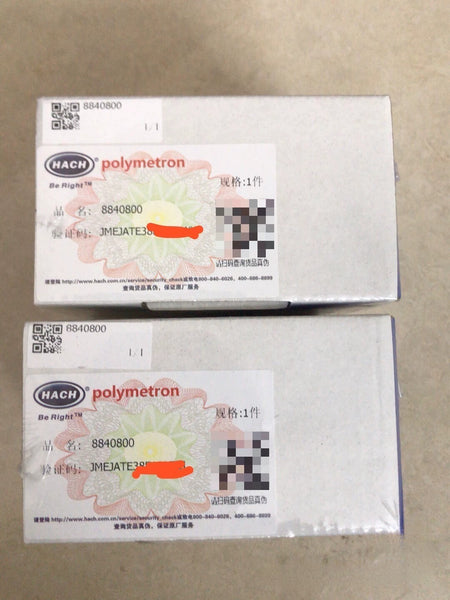 8840800
1/1
HACH® polymetron
Be Right™
规格:1件
品 名: 8840800
验证码: JMEJATE38
请扫码查询货品真伪
请登陆 http://www.hach.com.cn/service/security_check或致电800-840-6026, 400-686-8899
查询货品真伪, 保证原厂服务
8840800
1/1
HACH® polymetron
Be Right™
规格:1件
品 名: 8840800
验证码: JMEJATE38
请扫码查询货品真伪
请登陆 http://www.hach.com.cn/service/security_check或致电800-840-6026, 400-686-8899
查询货品真伪, 保证原厂服务